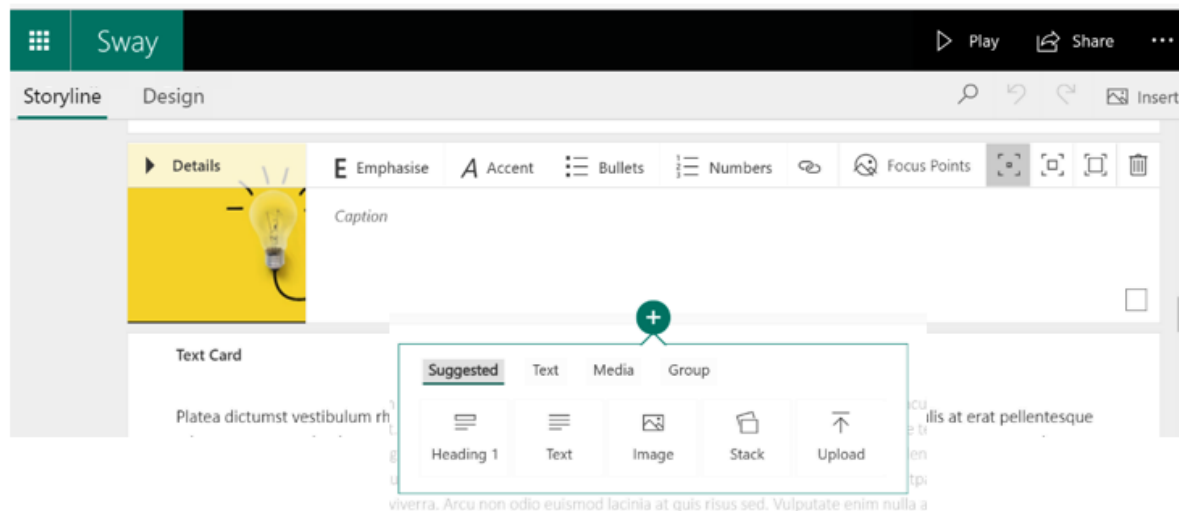 Sway Play Share ...
Storyline Design Insert
Details E Emphasise A Accent Bullets Numbers Focus Points
Caption
Text Card
Suggested Text Media Group
Platea dictumst vestibulum rh
lis at erat pellentesque
Heading 1 Text Image Stack Upload
viverra. Arcu non odio euismod lacinia at quis risus sed. Vulputate enim nulla a